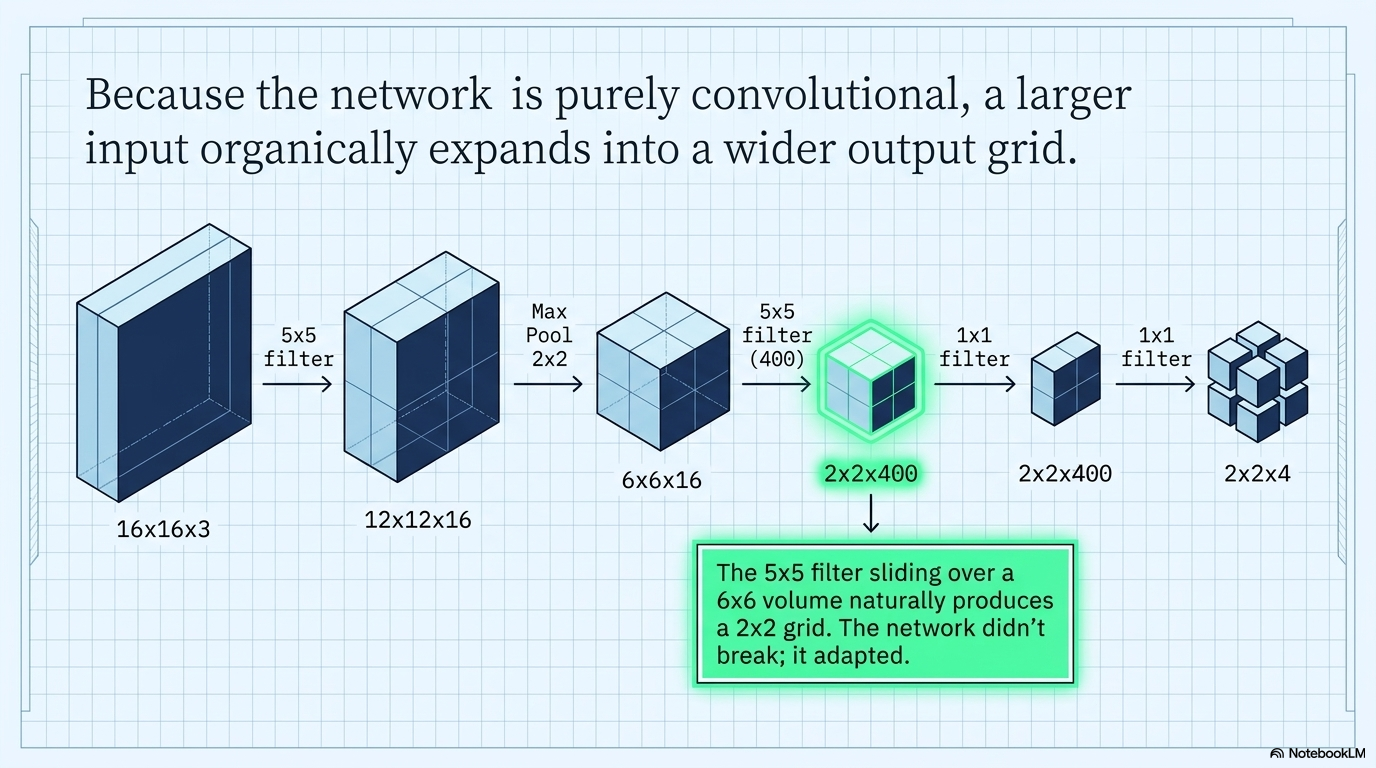 Because the network is purely convolutional, a larger
input organically expands into a wider output grid.
16x16x3
5x5
filter
12x12x16
Max
Pool
2x2
6x6x16
5x5
filter
(400)
2x2x400
1x1
filter
2x2x400
1x1
filter
2x2x4
The 5x5 filter sliding over a
6x6 volume naturally produces
a 2x2 grid. The network didn’t
break; it adapted.
NotebookLM